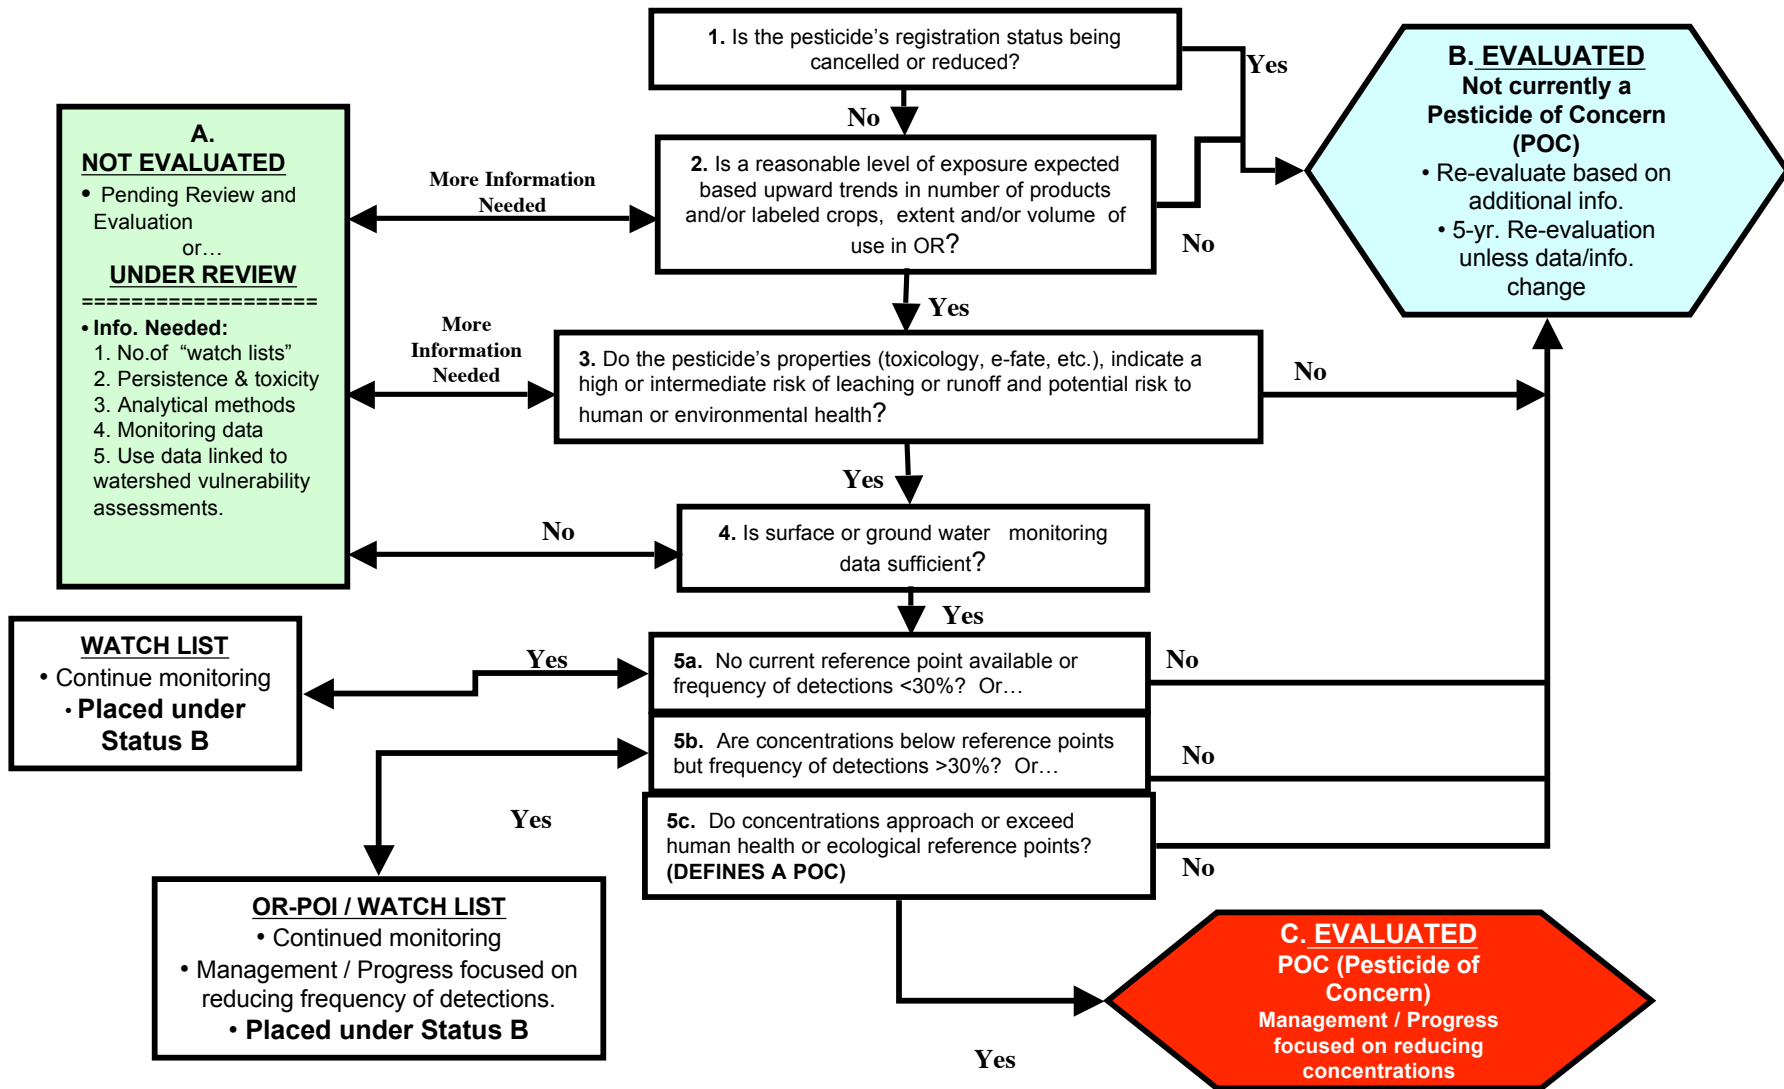 1. Is the pesticide's registration status being
cancelled or reduced?
Yes
No
B. EVALUATED
Not currently a
Pesticide of Concern
(POC)
• Re-evaluate based on
additional info.
• 5-yr. Re-evaluation
unless data/info.
change
A.
NOT EVALUATED
• Pending Review and
Evaluation
or…
UNDER REVIEW
===================
• Info. Needed:
1. No.of "watch lists"
2. Persistence & toxicity
3. Analytical methods
4. Monitoring data
5. Use data linked to
watershed vulnerability
assessments.
More Information
Needed
2. Is a reasonable level of exposure expected
based upward trends in number of products
and/or labeled crops, extent and/or volume of
use in OR?
No
Yes
More
Information
Needed
3. Do the pesticide's properties (toxicology, e-fate, etc.), indicate a
high or intermediate risk of leaching or runoff and potential risk to
human or environmental health?
No
Yes
No
4. Is surface or ground water monitoring
data sufficient?
Yes
WATCH LIST
• Continue monitoring
• Placed under
Status B
Yes
5a. No current reference point available or
frequency of detections <30%? Or…
No
5b. Are concentrations below reference points
but frequency of detections >30%? Or…
No
Yes
5c. Do concentrations approach or exceed
human health or ecological reference points?
(DEFINES A POC)
No
OR-POI / WATCH LIST
• Continued monitoring
• Management / Progress focused on
reducing frequency of detections.
• Placed under Status B
Yes
C. EVALUATED
POC (Pesticide of
Concern)
Management / Progress
focused on reducing
concentrations